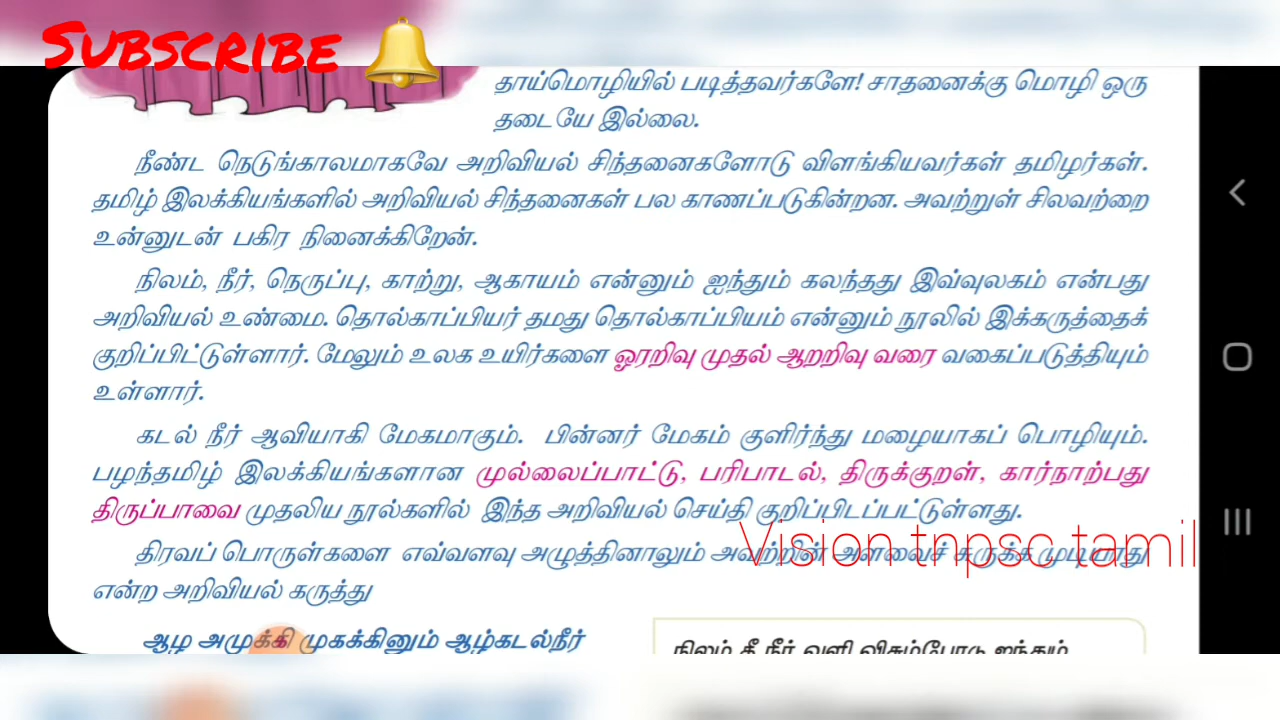 SUBSCRIBE
தாய்மொழியில் படித்தவர்களே! சாதனைக்கு மொழி ஒரு
தடையே இல்லை.
நீண்ட நெடுங்காலமாகவே அறிவியல் சிந்தனைகளோடு விளங்கியவர்கள் தமிழர்கள்.
தமிழ் இலக்கியங்களில் அறிவியல் சிந்தனைகள் பல காணப்படுகின்றன. அவற்றுள் சிலவற்றை
உன்னுடன் பகிர நினைக்கிறேன்.
நிலம், நீர், நெருப்பு, காற்று, ஆகாயம் என்னும் ஐந்தும் கலந்தது இவ்வுலகம் என்பது
அறிவியல் உண்மை. தொல்காப்பியர் தமது தொல்காப்பியம் என்னும் நூலில் இக்கருத்தைக்
குறிப்பிட்டுள்ளார். மேலும் உலக உயிர்களை ஓரறிவு முதல் ஆறறிவு வரை வகைப்படுத்தியும்
உள்ளார்.
கடல் நீர் ஆவியாகி மேகமாகும். பின்னர் மேகம் குளிர்ந்து மழையாகப் பொழியும்.
பழந்தமிழ் இலக்கியங்களான முல்லைப்பாட்டு, பரிபாடல், திருக்குறள், கார்நாற்பது
திருப்பாவை முதலிய நூல்களில் இந்த அறிவியல் செய்தி குறிப்பிடப்பட்டுள்ளது.
திரவப் பொருள்களை எவ்வளவு அழுத்தினாலும் அவற்றின் அளவைச் சுருக்க முடியாது
Vision tnpsc tamil
என்ற அறிவியல் கருத்து
ஆழ அமுக்கி முகக்கினும் ஆழ்கடல்நீர்
நிலம் தீ நீர் வளி விசும்போடு ஐந்தும்